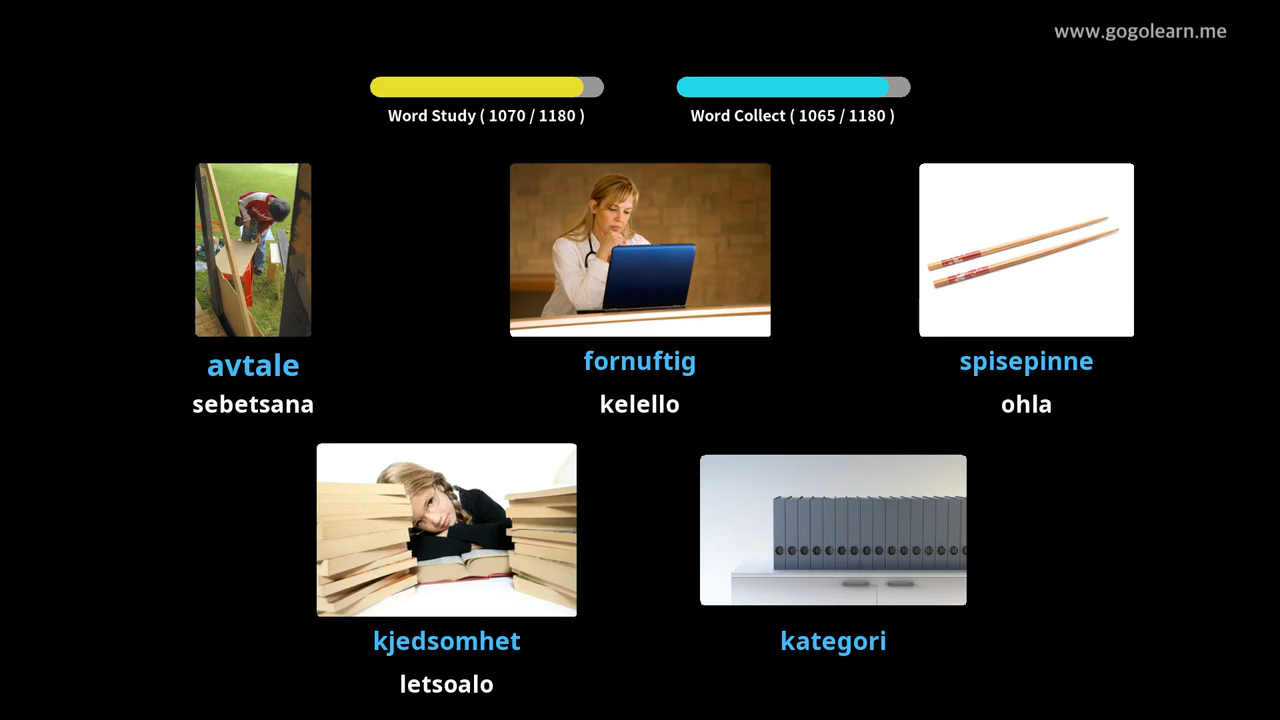 www.gogolearn.me
Word Study ( 1070 / 1180 )
Word Collect ( 1065 / 1180 )
avtale
sebetsana
fornuftig
kelello
spisepinne
ohla
kjedsomhet
letsoalo
kategori